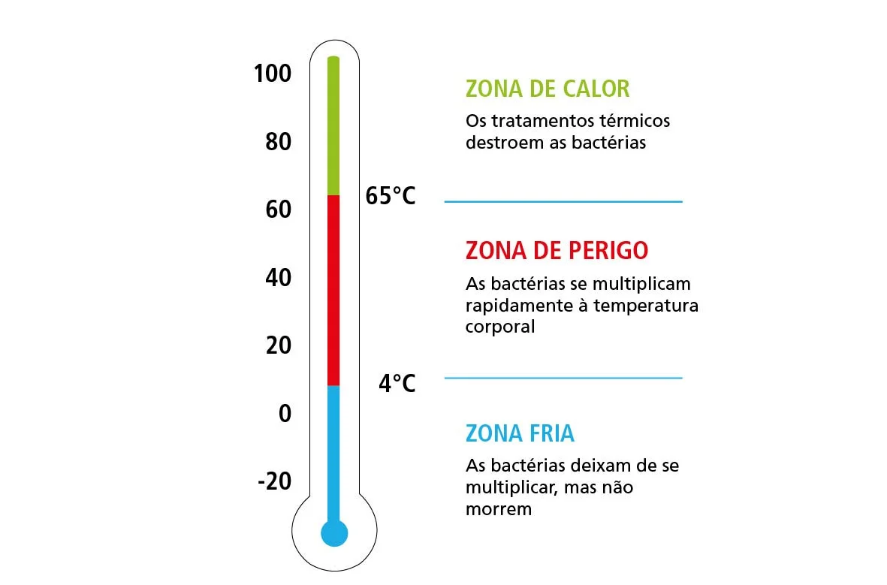 100
80
60
40
20
0
-20
65°C
4°C
ZONA DE CALOR
Os tratamentos térmicos
destroem as bactérias
ZONA DE PERIGO
As bactérias se multiplicam
rapidamente à temperatura
corporal
ZONA FRIA
As bactérias deixam de se
multiplicar, mas não
morrem